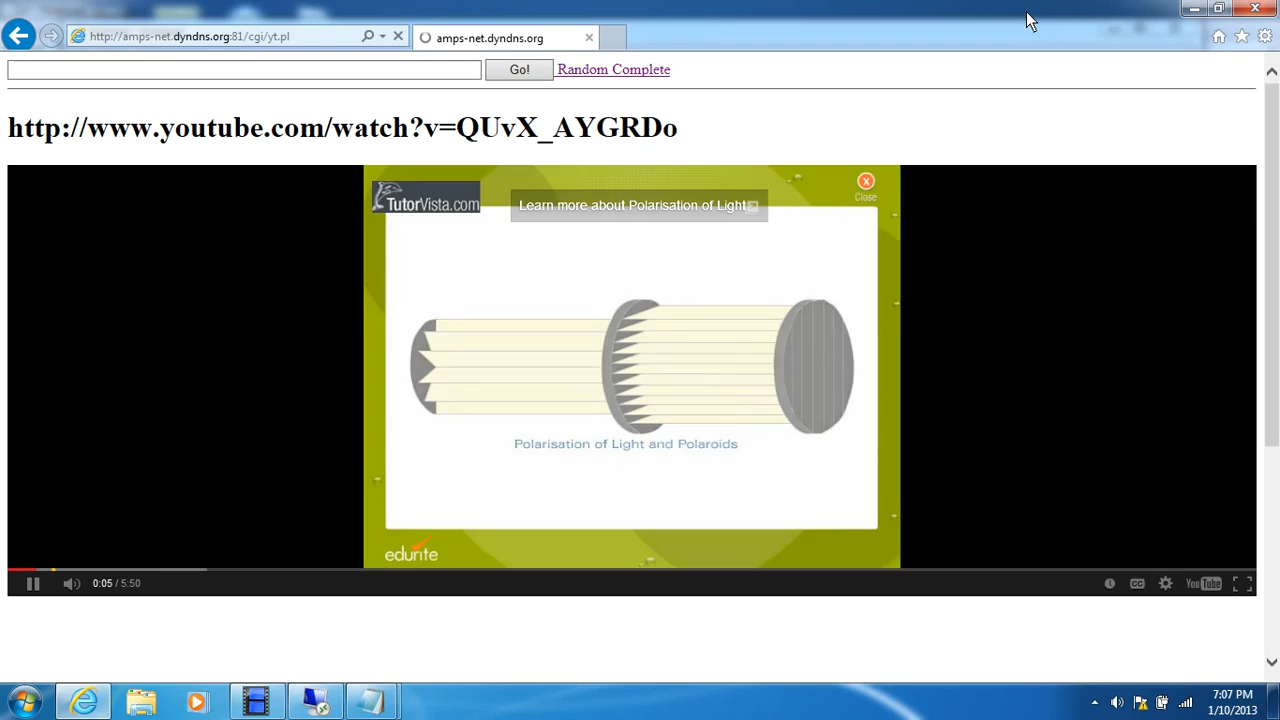 http://amps-net.dyndns.org:81/cgi/yt.pl
amps-net.dyndns.org
Go!
Random Complete
http://www.youtube.com/watch?v=QUvX_AYGRDo
TutorVista.com
Learn more about Polarisation of Light
X
Close
Polarisation of Light and Polaroids
edurite
0:05 / 5:50
CC
YouTube
7:07 PM
1/10/2013